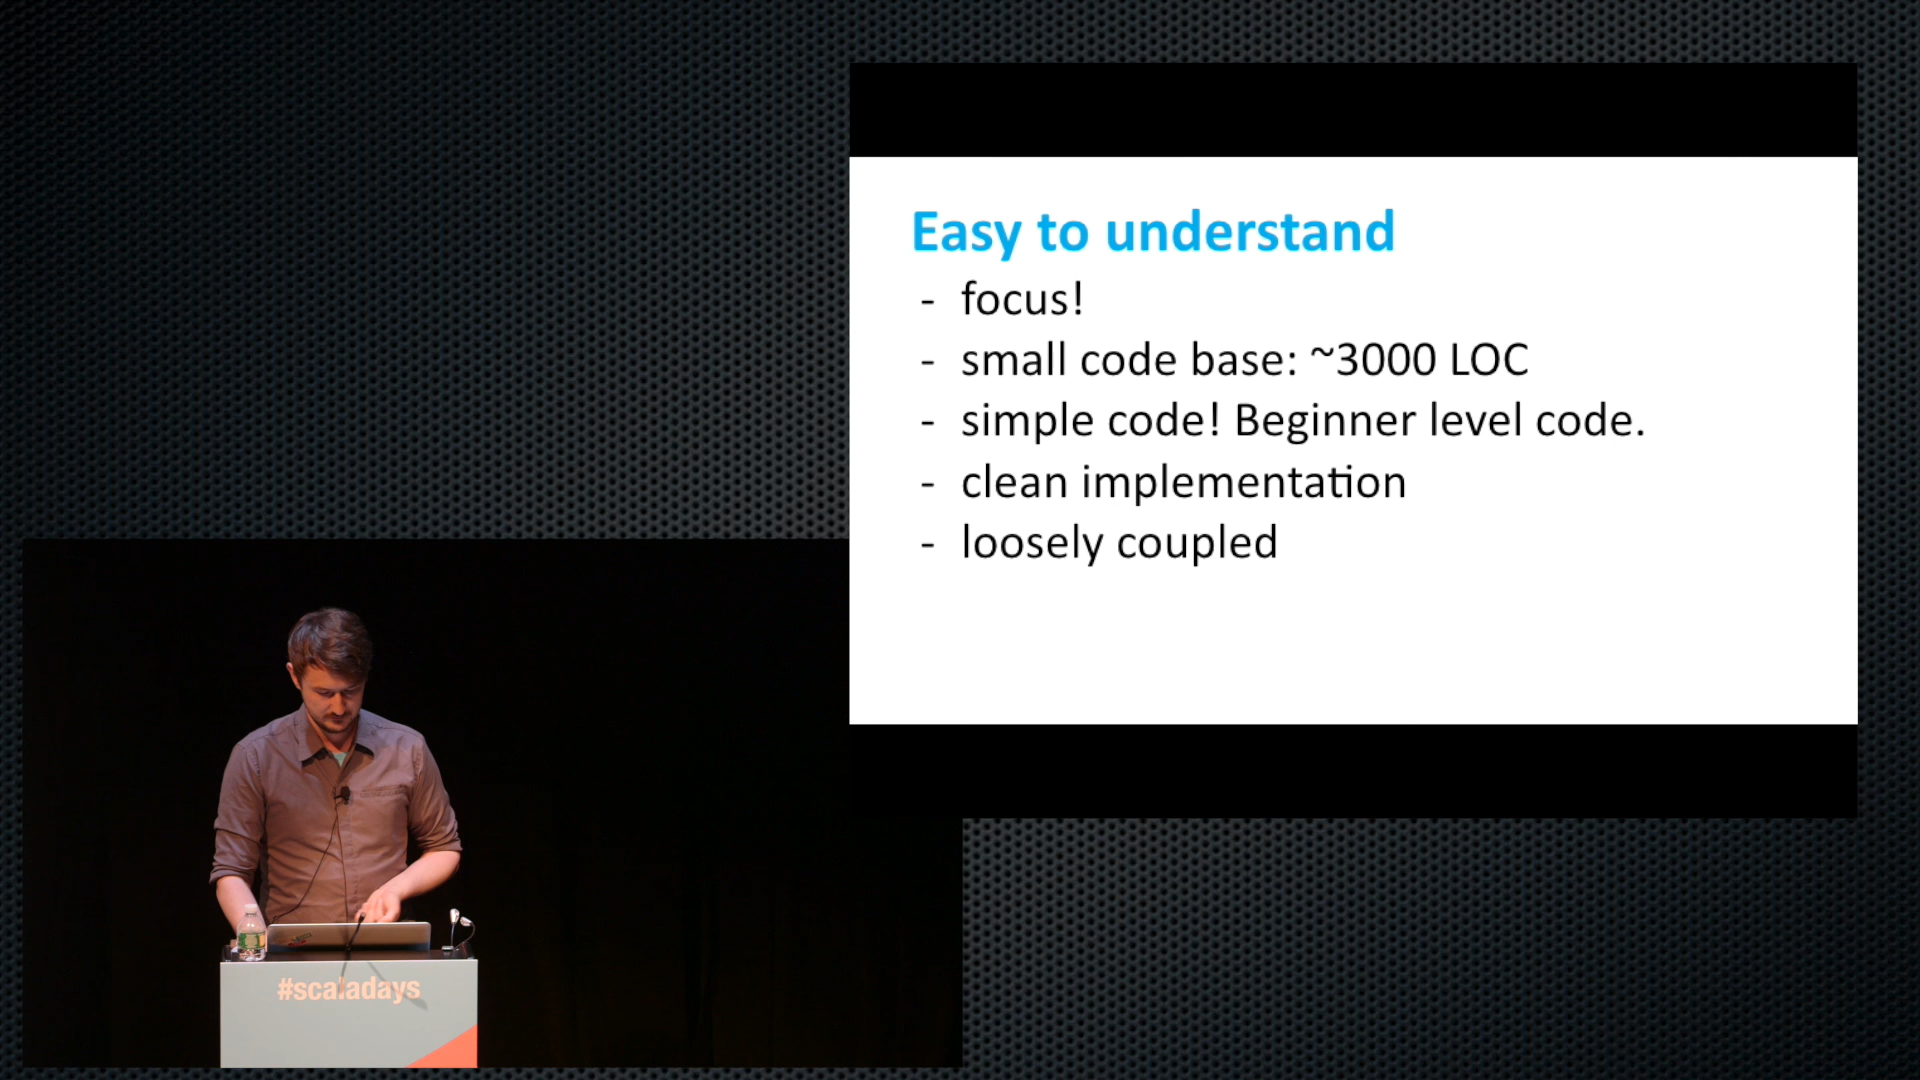 Easy to understand
- focus!
- small code base: ~3000 LOC
- simple code! Beginner level code.
- clean implementation
- loosely coupled
#scaladays